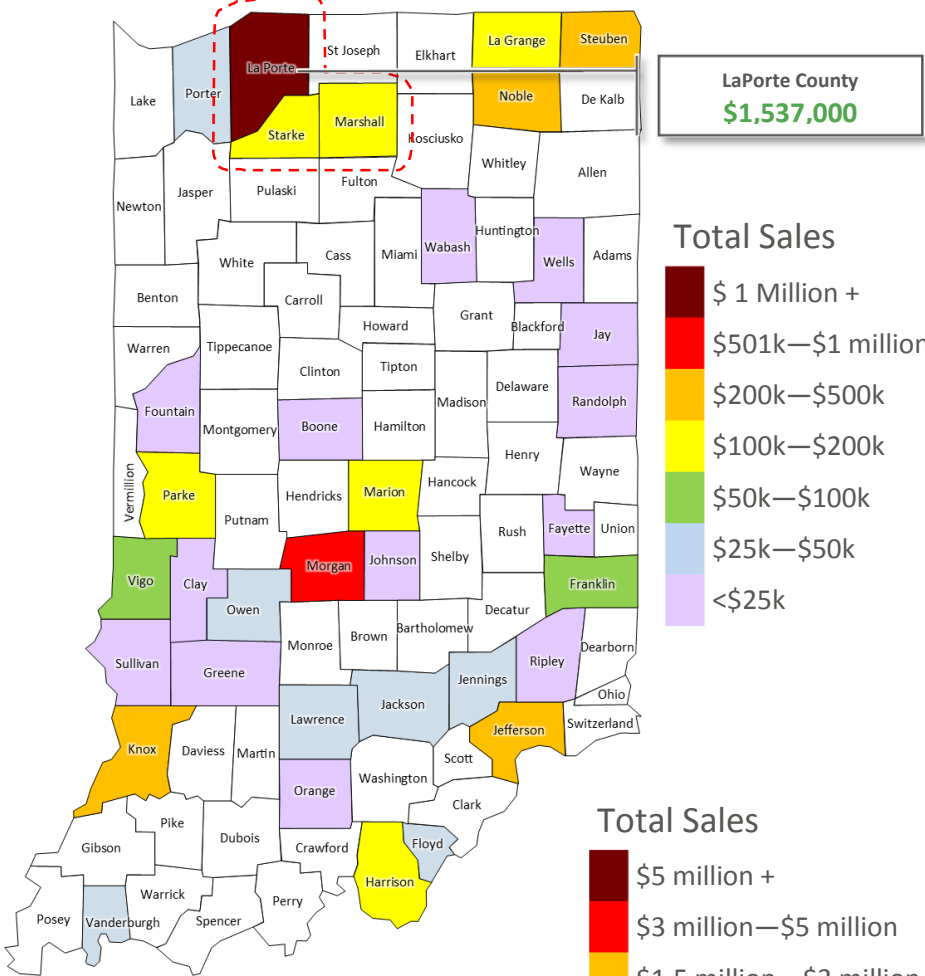 St Joseph
Elkhart
La Grange
Steuben
La Porte
Lake
Porter
Noble
De Kalb
LaPorte County
$1,537,000
Starke
Marshall
Kosciusko
Whitley
Allen
Newton
Jasper
Pulaski
Fulton
White
Cass
Miami
Wabash
Huntington
Wells
Adams
Total Sales
$ 1 Million +
$501k—$1 million
$200k—$500k
$100k—$200k
$50k—$100k
$25k—$50k
<$25k
Benton
Carroll
Howard
Grant
Blackford
Jay
Warren
Tippecanoe
Clinton
Tipton
Madison
Delaware
Randolph
Fountain
Montgomery
Boone
Hamilton
Henry
Wayne
Vermillion
Parke
Putnam
Hendricks
Marion
Hancock
Rush
Fayette
Union
Vigo
Clay
Owen
Morgan
Johnson
Shelby
Franklin
Decatur
Monroe
Brown
Bartholomew
Dearborn
Sullivan
Greene
Jennings
Ripley
Ohio
Lawrence
Jackson
Jefferson
Switzerland
Knox
Daviess
Martin
Scott
Orange
Washington
Clark
Pike
Gibson
Dubois
Crawford
Floyd
Harrison
Posey
Vanderburgh
Warrick
Spencer
Perry
Total Sales
$5 million +
$3 million—$5 million
$1.5 million—$3 million